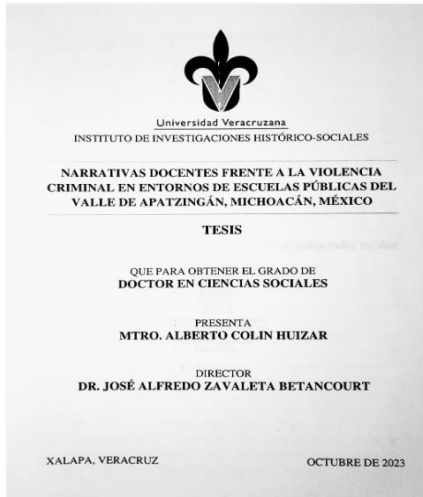 Universidad Veracruzana
INSTITUTO DE INVESTIGACIONES HISTÓRICO-SOCIALES
NARRATIVAS DOCENTES FRENTE A LA VIOLENCIA
CRIMINAL EN ENTORNOS DE ESCUELAS PÚBLICAS DEL
VALLE DE APATZINGÁN, MICHOACÁN, MÉXICO
TESIS
QUE PARA OBTENER EL GRADO DE
DOCTOR EN CIENCIAS SOCIALES
PRESENTA
MTRO. ALBERTO COLIN HUIZAR
DIRECTOR
DR. JOSÉ ALFREDO ZAVALETA BETANCOURT
XALAPA, VERACRUZ OCTUBRE DE 2023